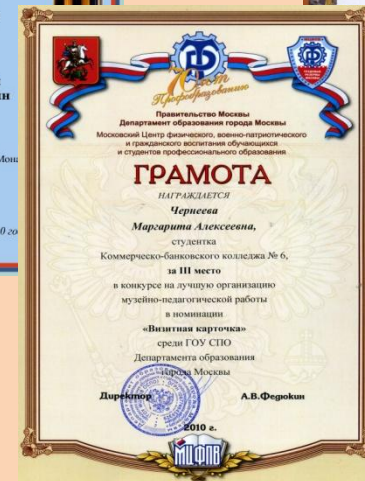 70 лет
Профобразованию
Правительство Москвы
Департамент образования города Москвы
Московский Центр физического, военно-патриотического
и гражданского воспитания обучающихся
и студентов профессионального образования
ГРАМОТА
НАГРАЖДАЕТСЯ
Чернеева
Маргарита Алексеевна,
студентка
Коммерческо-банковского колледжа № 6,
за III место
в конкурсе на лучшую организацию
музейно-педагогической работы
в номинации
«Визитная карточка»
среди ГОУ СПО
Департамента образования
города Москвы
Директор А.В.Федюкин
2010 г.
МЦФПВ